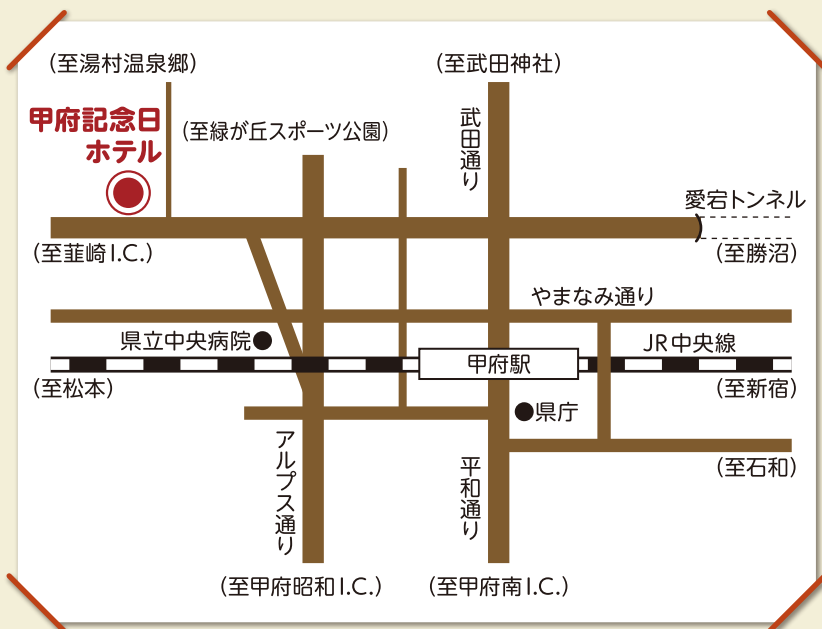 (至湯村温泉郷)
(至武田神社)
甲府記念日
ホテル
(至緑が丘スポーツ公園)
武田通り
愛宕トンネル
(至韮崎I.C.)
(至勝沼)
やまなみ通り
県立中央病院
JR中央線
甲府駅
(至松本)
(至新宿)
県庁
アルプス通り
平和通り
(至石和)
(至甲府昭和I.C.)
(至甲府南I.C.)